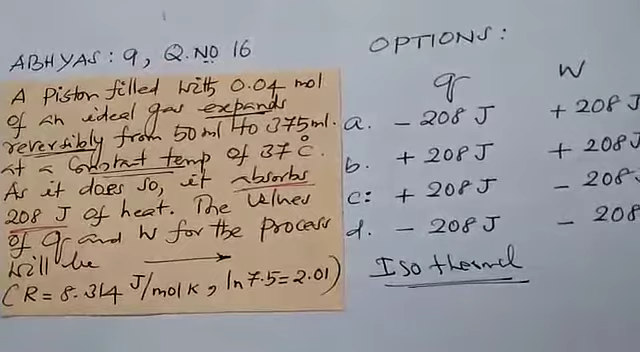 ABHYAS: 9, Q.NO 16
A Piston filled with 0.04 mol
of an ideal gas expands
reversibly from 50 ml to 375 ml.
at a constant temp of 37°C.
As it does so, it absorbs
208 J of heat. The values
of q and W for the process
will be
(R = 8.314 J/mol K, ln 7.5 = 2.01)
OPTIONS:
q W
a. - 208 J + 208 J
b. + 208 J + 208 J
c: + 208 J - 208 J
d. - 208 J - 208
Isothermal